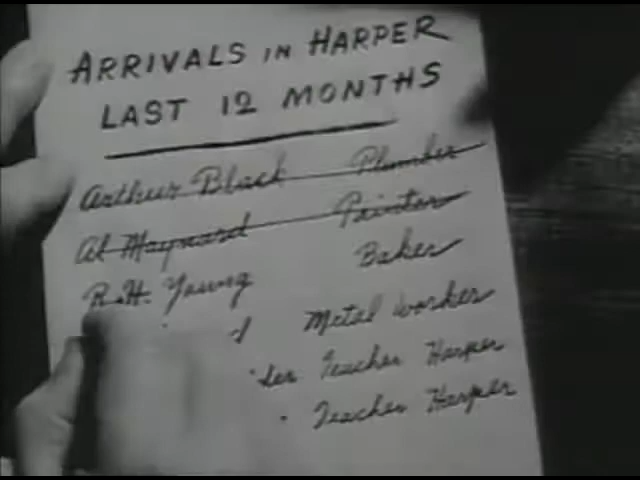 ARRIVALS IN HARPER
LAST 12 MONTHS
Arthur Black Plumber
Al Maynard Painter
R.H. Young Baker
Metal worker
Teacher Harper
Teacher Harper